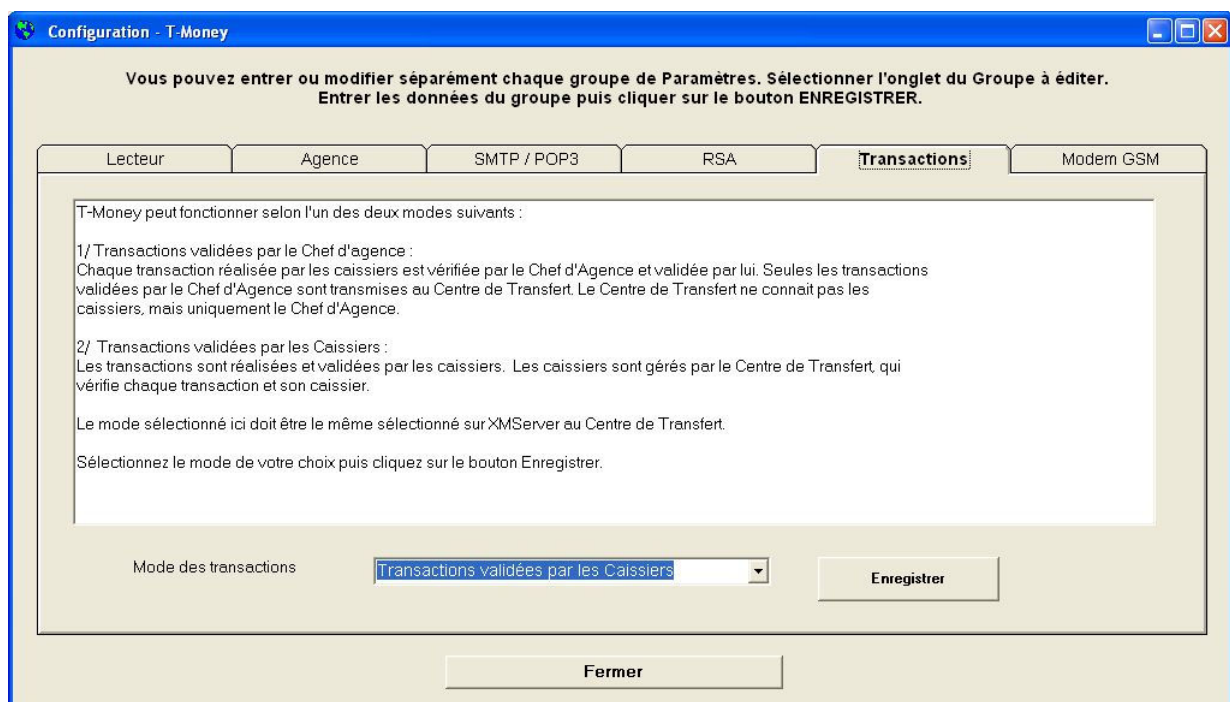 Configuration - T-Money
Vous pouvez entrer ou modifier séparément chaque groupe de Paramètres. Sélectionner l'onglet du Groupe à éditer.
Entrer les données du groupe puis cliquer sur le bouton ENREGISTRER.
Lecteur
Agence
SMTP / POP3
RSA
Transactions
Modem GSM
T-Money peut fonctionner selon l'un des deux modes suivants :
1/ Transactions validées par le Chef d'agence :
Chaque transaction réalisée par les caissiers est vérifiée par le Chef d'Agence et validée par lui. Seules les transactions
validées par le Chef d'Agence sont transmises au Centre de Transfert. Le Centre de Transfert ne connait pas les
caissiers, mais uniquement le Chef d'Agence.
2/ Transactions validées par les Caissiers :
Les transactions sont réalisées et validées par les caissiers. Les caissiers sont gérés par le Centre de Transfert, qui
vérifie chaque transaction et son caissier.
Le mode sélectionné ici doit être le même sélectionné sur XMServer au Centre de Transfert.
Sélectionnez le mode de votre choix puis cliquez sur le bouton Enregistrer.
Mode des transactions
Transactions validées par les Caissiers
Enregistrer
Fermer